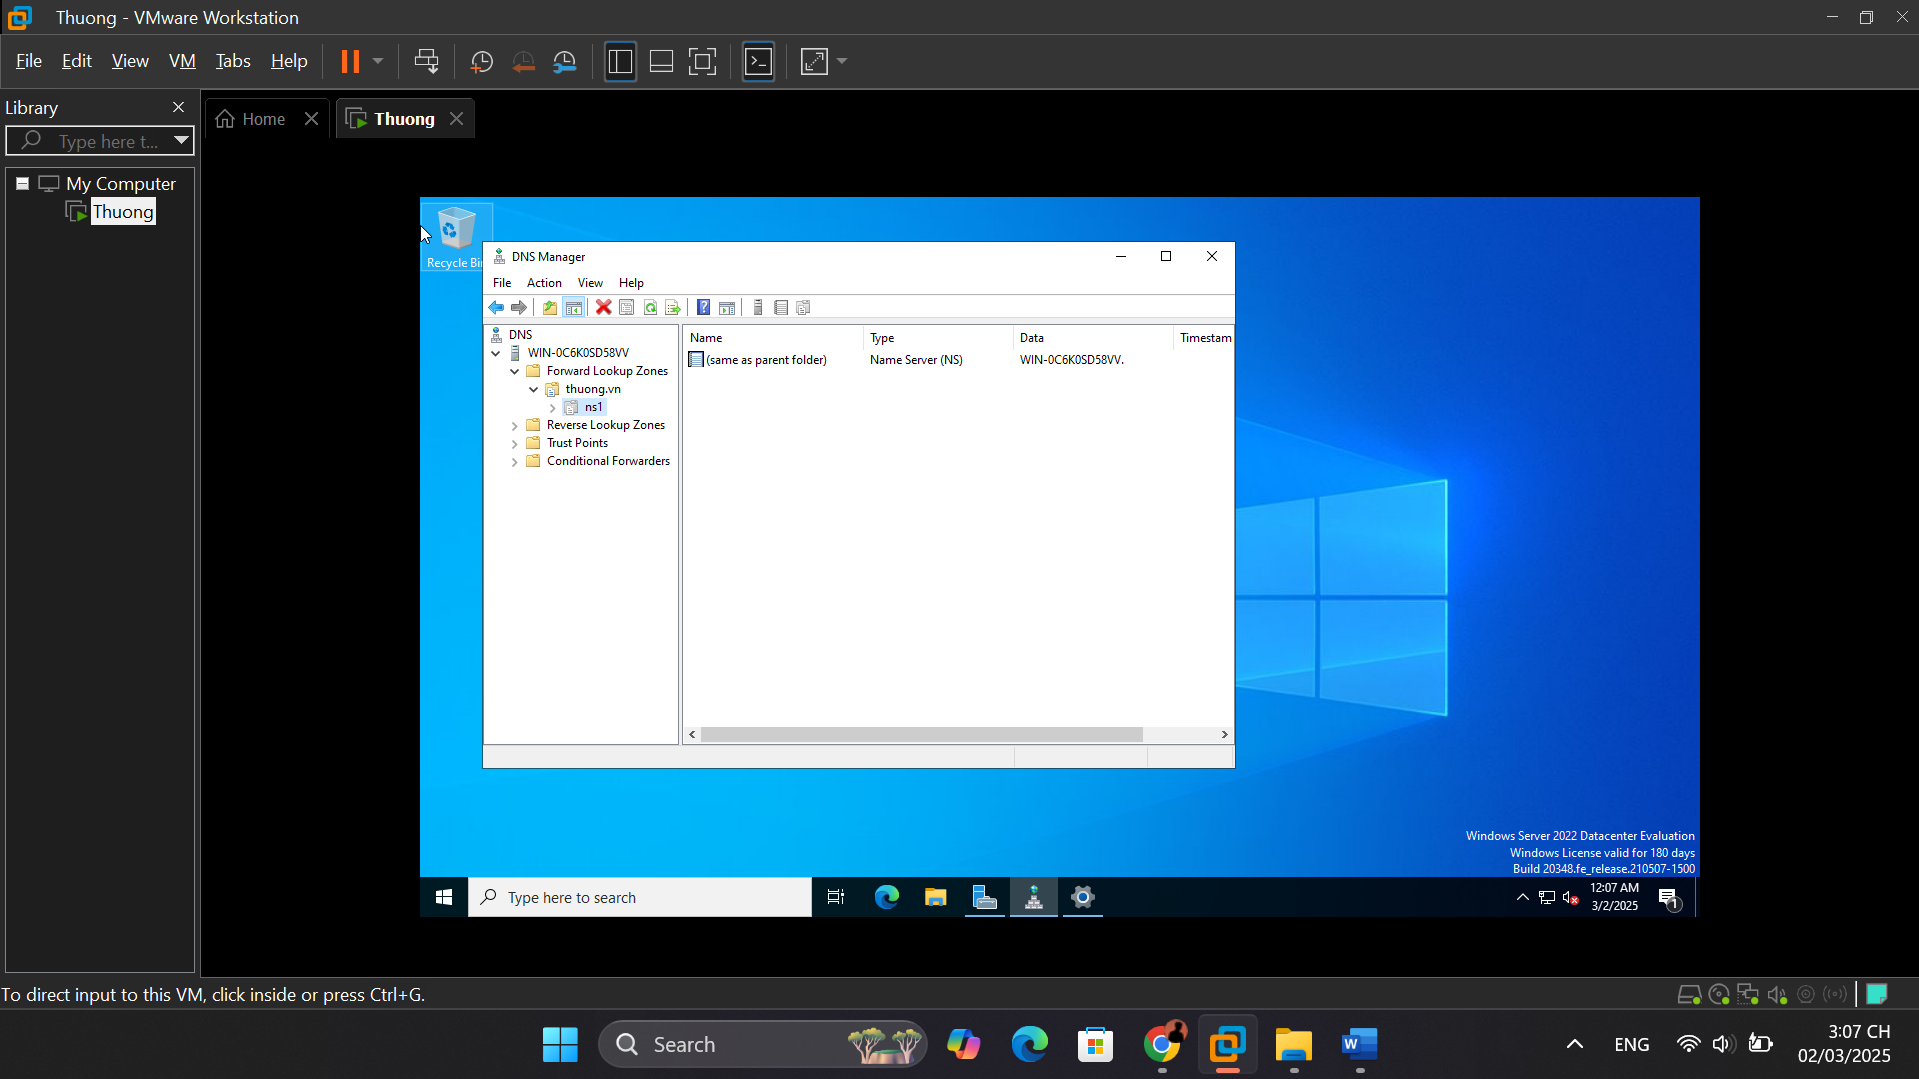 Thuong - VMware Workstation
File Edit View VM Tabs Help
Library
Type here t...
My Computer
Thuong
Home
Thuong
Recycle Bin
DNS Manager
File Action View Help
DNS
WIN-0C6K0SD58VV
Forward Lookup Zones
thuong.vn
ns1
Reverse Lookup Zones
Trust Points
Conditional Forwarders
Name Type Data Timestam
(same as parent folder) Name Server (NS) WIN-0C6K0SD58VV.
Windows Server 2022 Datacenter Evaluation
Windows License valid for 180 days
Build 20348.fe_release.210507-1500
Type here to search
12:07 AM
3/2/2025
1
To direct input to this VM, click inside or press Ctrl+G.
Search
W
ENG
3:07 CH
02/03/2025